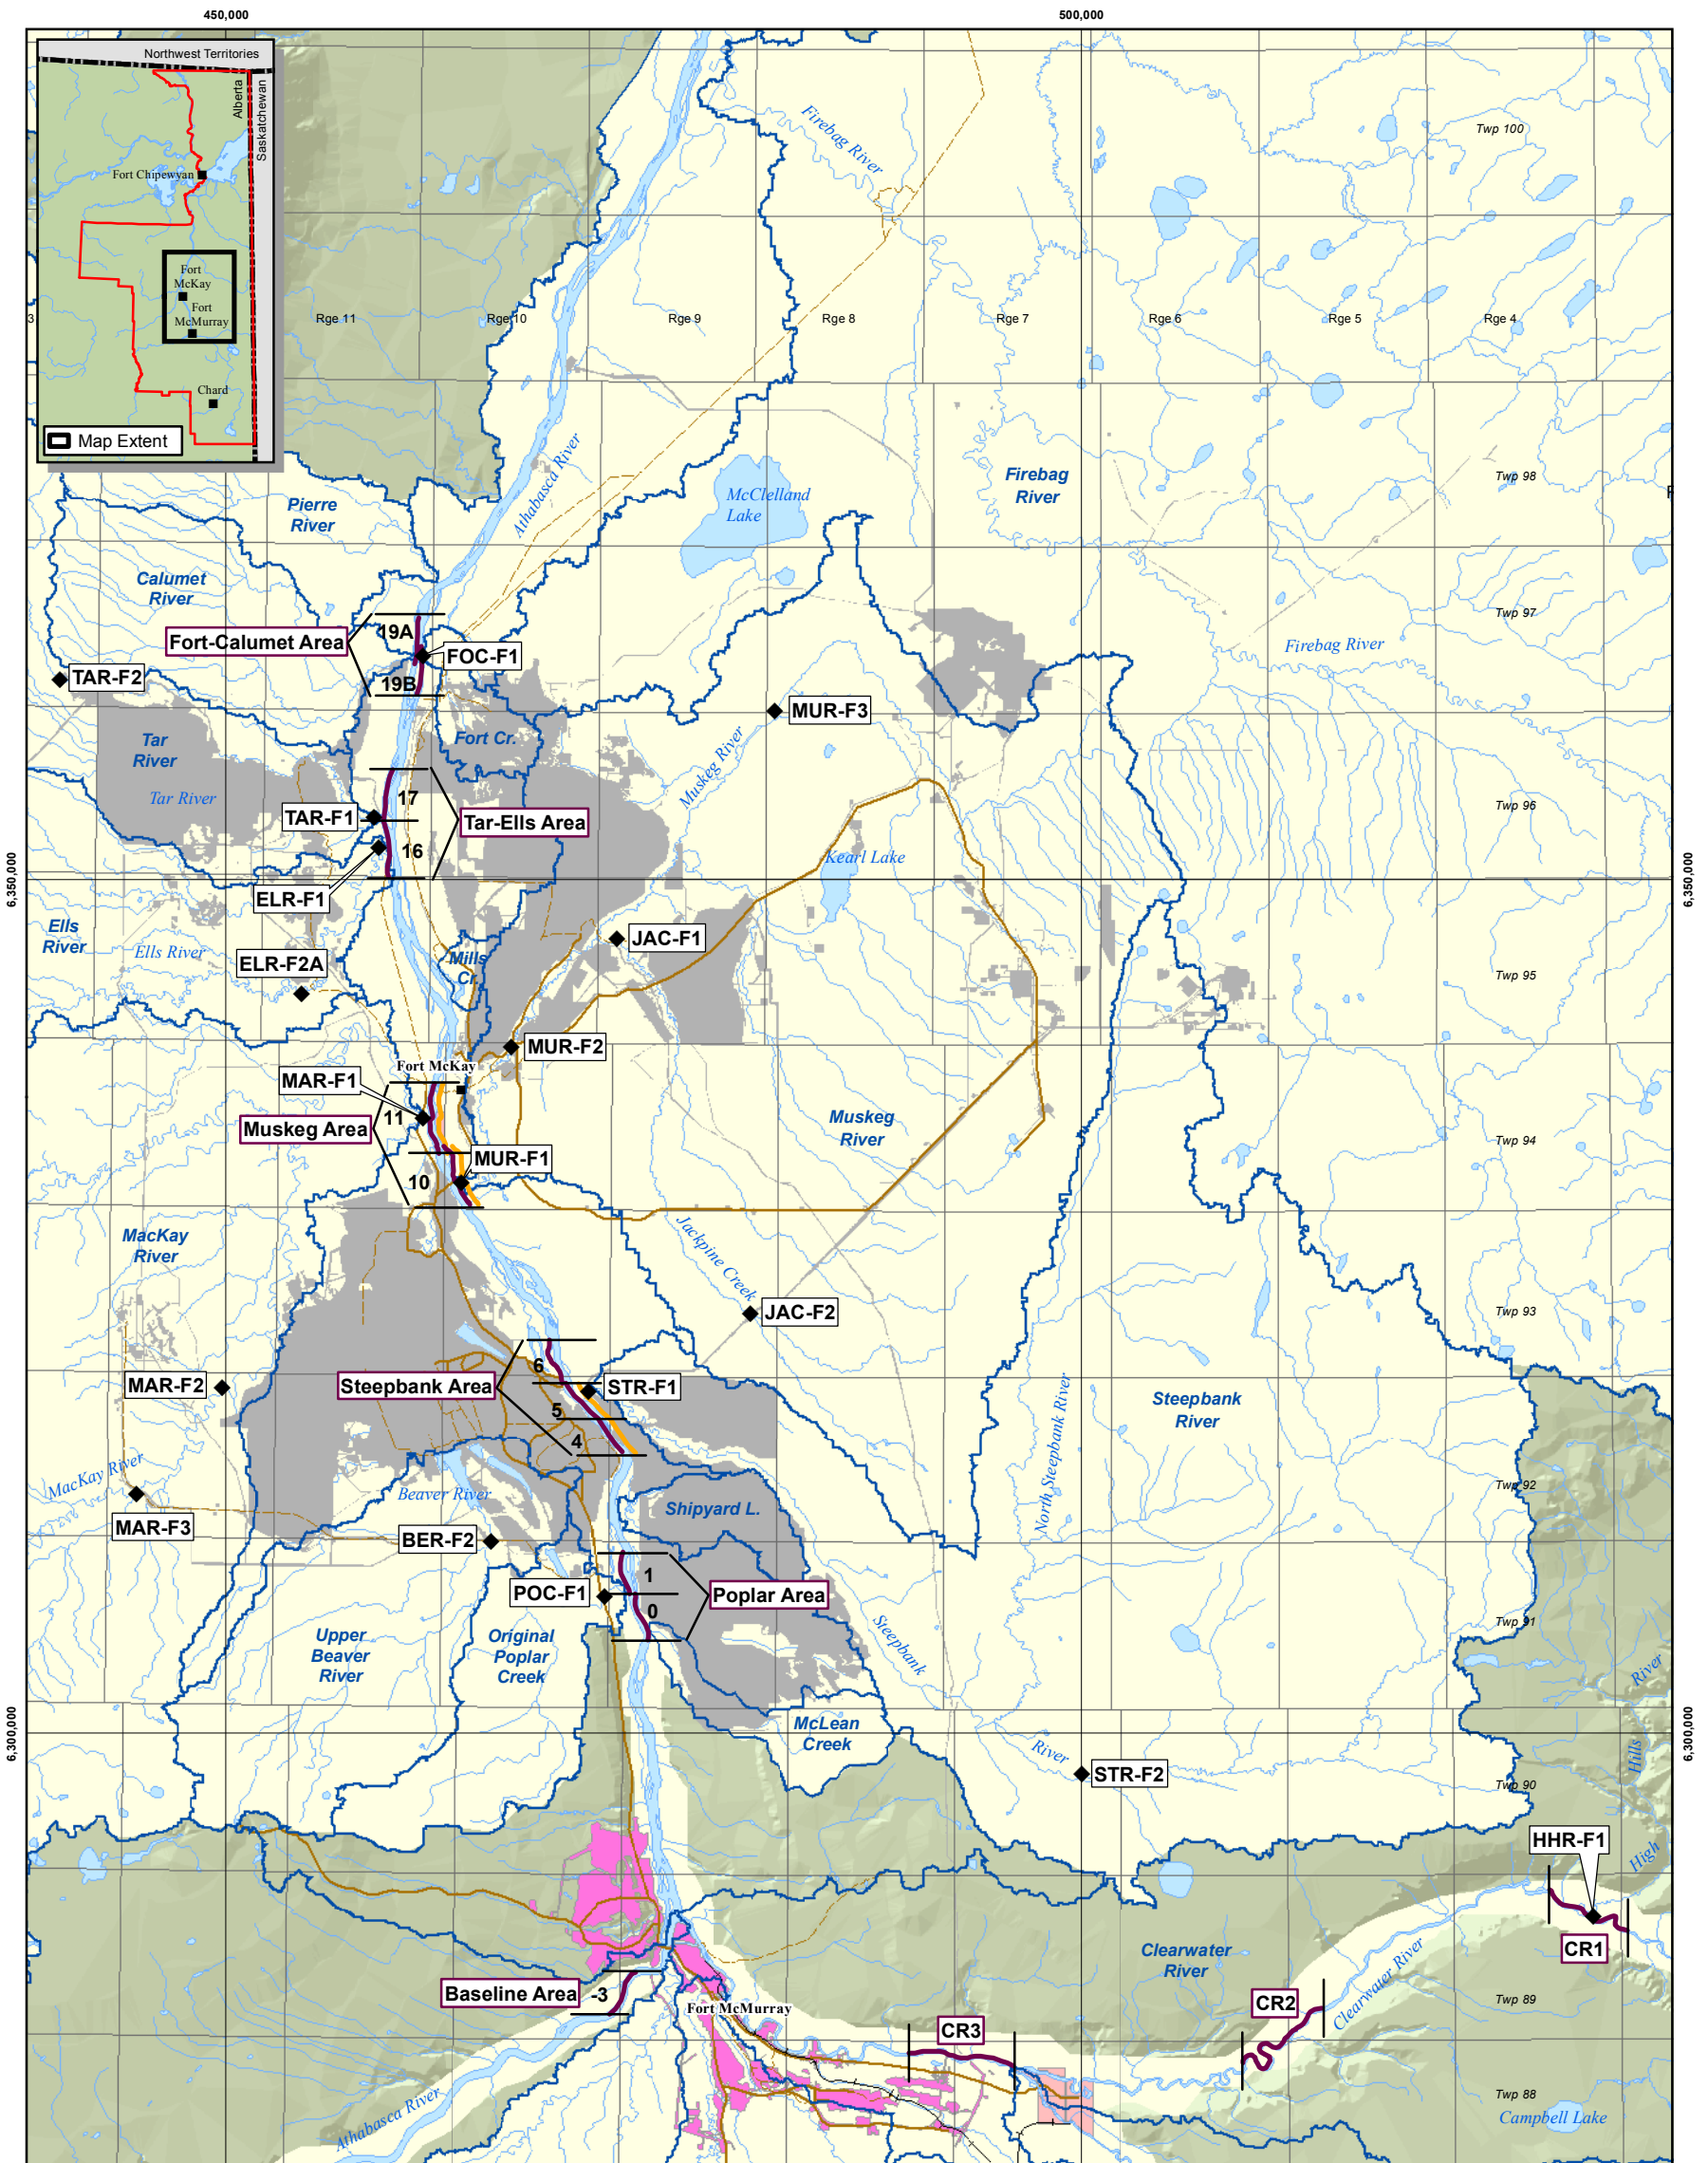 450,000
500,000
Northwest Territories
Alberta
Saskatchewan
Fort Chipewyan
Fort
McKay
Fort
McMurray
Chard
Map Extent
Firebag River
Twp 100
3
Rge 11
Rge 10
Rge 9
Rge 8
Rge 7
Rge 6
Rge 5
Rge 4
Athabasca River
McClelland
Lake
Firebag
River
Twp 98
Pierre
River
Calumet
River
Twp 97
Fort-Calumet Area
19A
FOC-F1
19B
Firebag River
TAR-F2
MUR-F3
Tar
River
Fort Cr.
Muskeg River
Tar River
17
TAR-F1
Tar-Ells Area
16
Twp 96
Kearl Lake
6,350,000
6,350,000
ELR-F1
Ells
River
Ells River
ELR-F2A
JAC-F1
Mills
Cr.
Twp 95
MUR-F2
Fort McKay
MAR-F1
11
Muskeg Area
Muskeg
River
Twp 94
MUR-F1
10
MacKay
River
Jackpine Creek
JAC-F2
Twp 93
6
Steepbank Area
MAR-F2
STR-F1
5
4
North Steepbank River
Steepbank
River
MacKay River
Beaver River
Shipyard L.
Twp 92
MAR-F3
BER-F2
POC-F1
1
0
Poplar Area
Steepbank
River
Twp 91
Upper
Beaver
River
Original
Poplar
Creek
McLean
Creek
6,300,000
6,300,000
STR-F2
Twp 90
High
Hills
River
HHR-F1
CR1
Clearwater
River
Clearwater River
Baseline Area
-3
Fort McMurray
CR2
CR3
Twp 89
Athabasca River
Twp 88
Campbell Lake